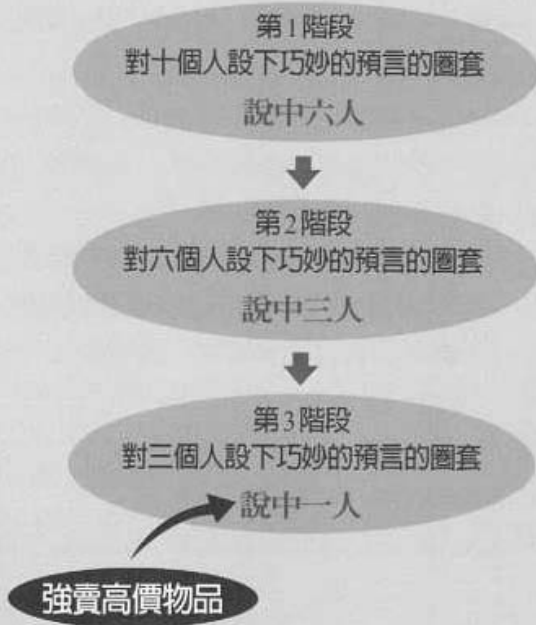 第1階段
對十個人設下巧妙的預言的圈套
說中六人
第2階段
對六個人設下巧妙的預言的圈套
說中三人
第3階段
對三個人設下巧妙的預言的圈套
說中一人
強賣高價物品